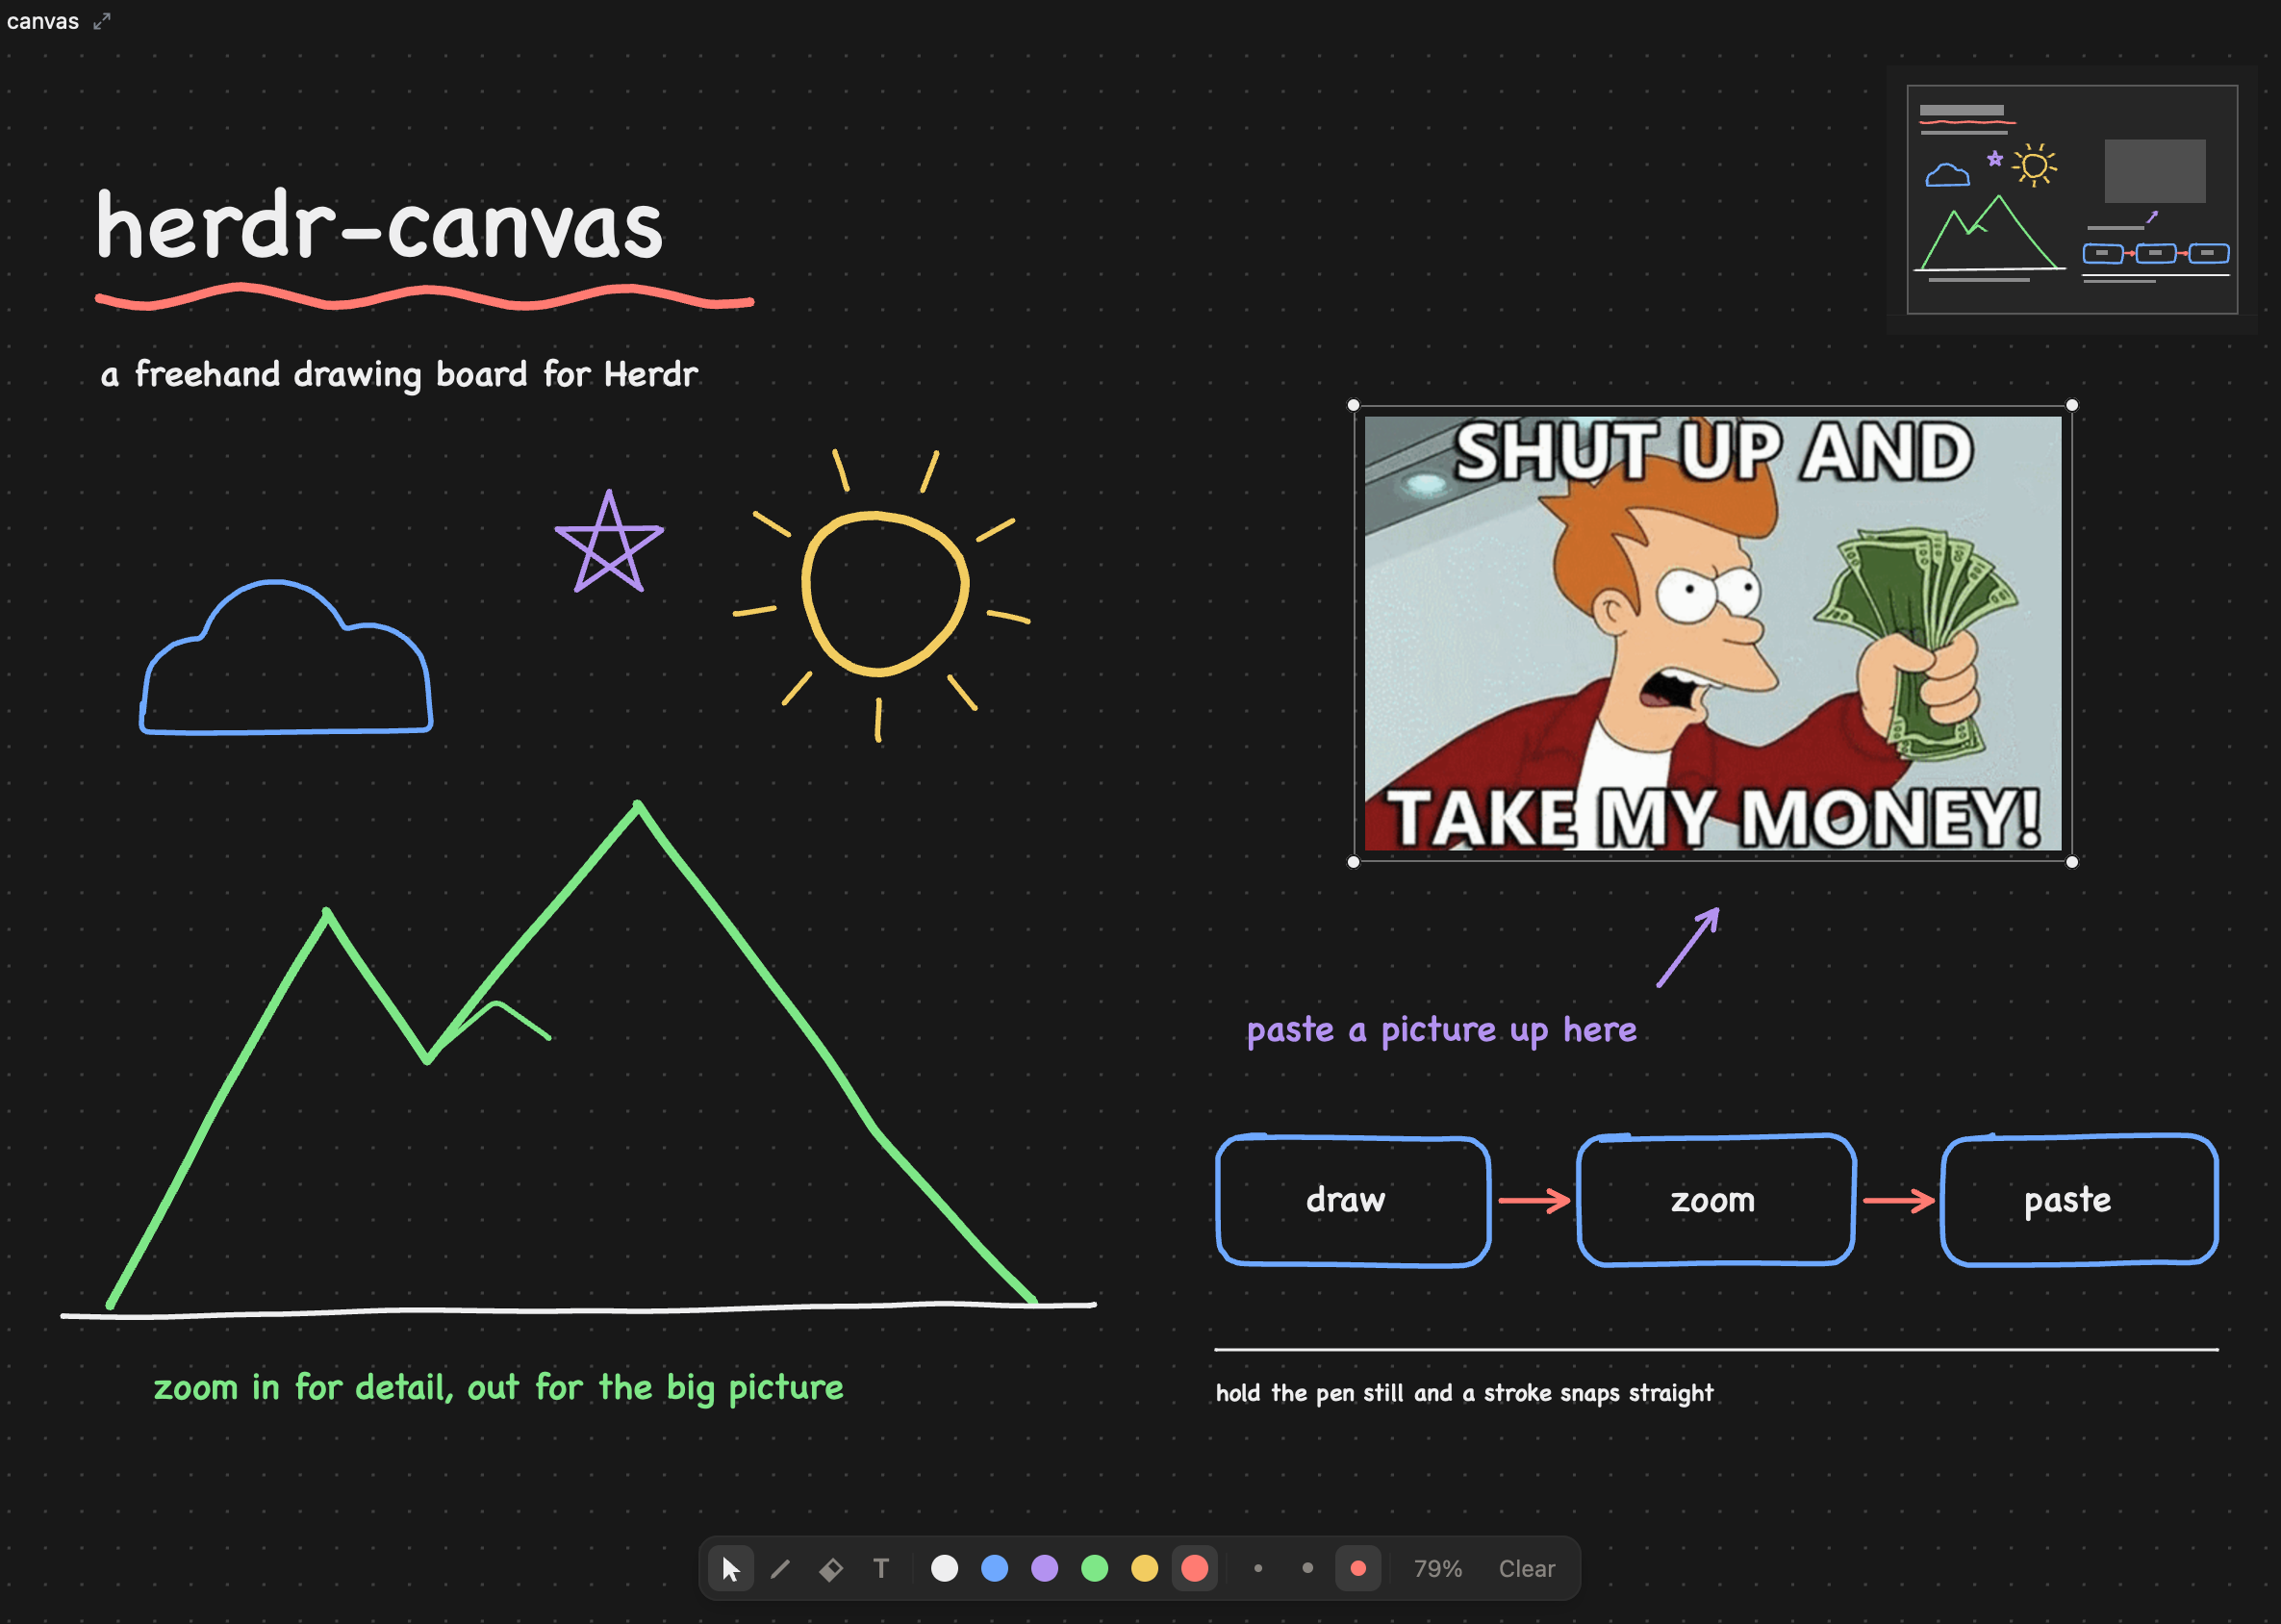 canvas
herdr-canvas
a freehand drawing board for Herdr
SHUT UP AND
TAKE MY MONEY!
paste a picture up here
draw
zoom
paste
zoom in for detail, out for the big picture
hold the pen still and a stroke snaps straight
T
79%
Clear